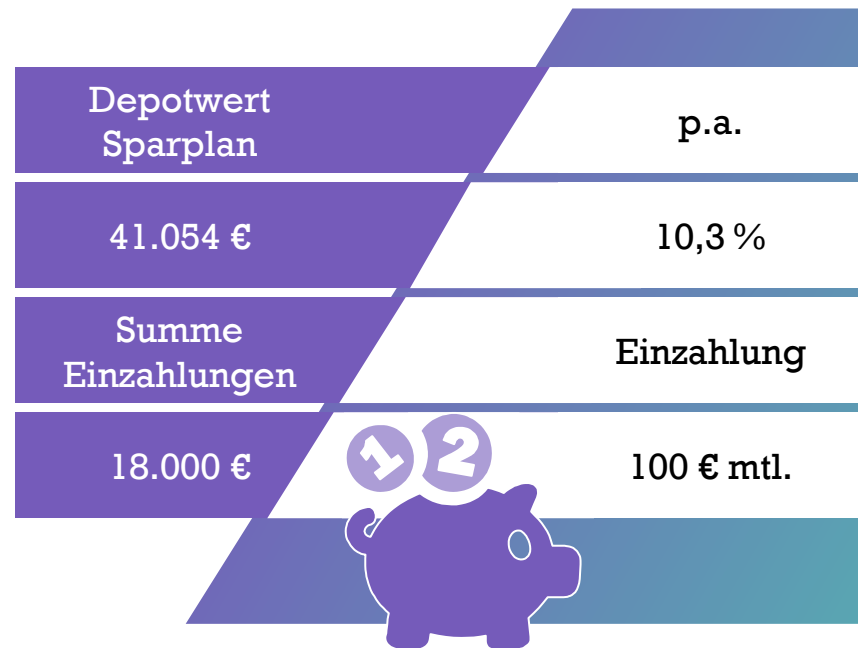 Depotwert
Sparplan
p.a.
41.054 €
10,3 %
Summe
Einzahlungen
Einzahlung
18.000 €
1 2
100 € mtl.